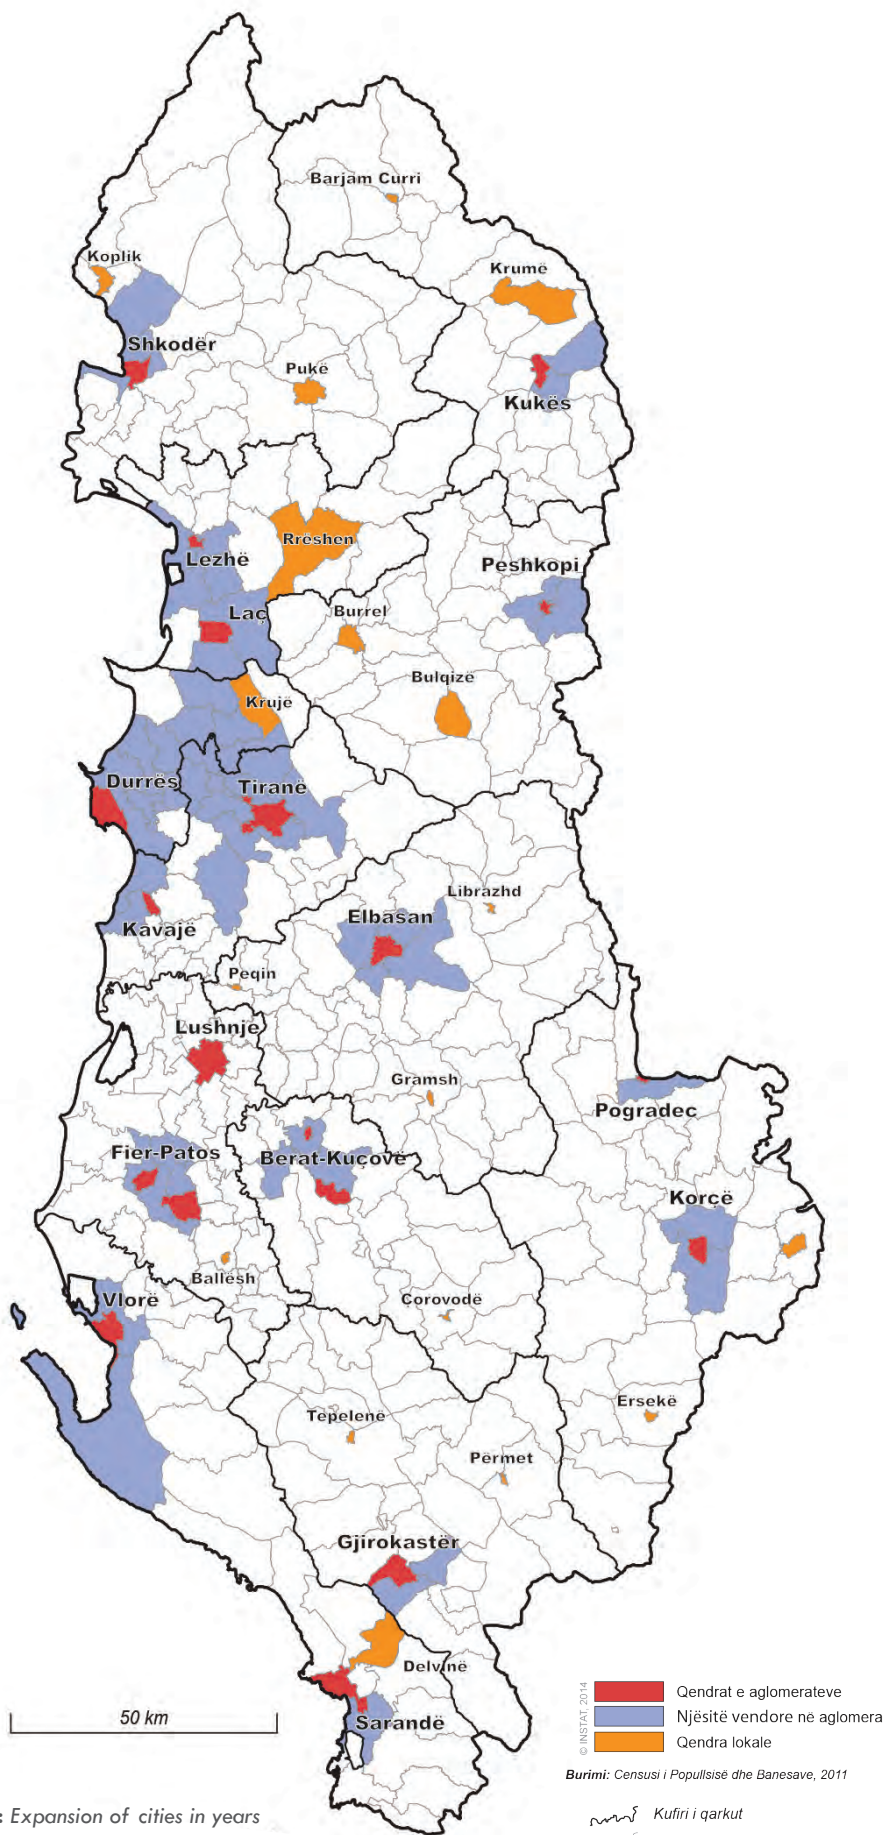 Barjam Curri
Koplik
Krumë
Shkodër
Pukë
Kukës
Rrëshen
Lezhë
Peshkopi
Laç
Burrel
Bulqizë
Krujë
Durrës
Tiranë
Librazhd
Elbasan
Kavajë
Peqin
Lushnje
Gramsh
Pogradec
Fier-Patos
Berat-Kuçovë
Korçë
Ballësh
Vlorë
Corovodë
Ersekë
Tepelenë
Përmet
Gjirokastër
Delvinë
Sarandë
50 km
© INSTAT, 2014
Qendrat e aglomerateve
Njësitë vendore në aglomera
Qendra lokale
Burimi: Censusi i Popullsisë dhe Banesave, 2011
Kufiri i qarkut
: Expansion of cities in years